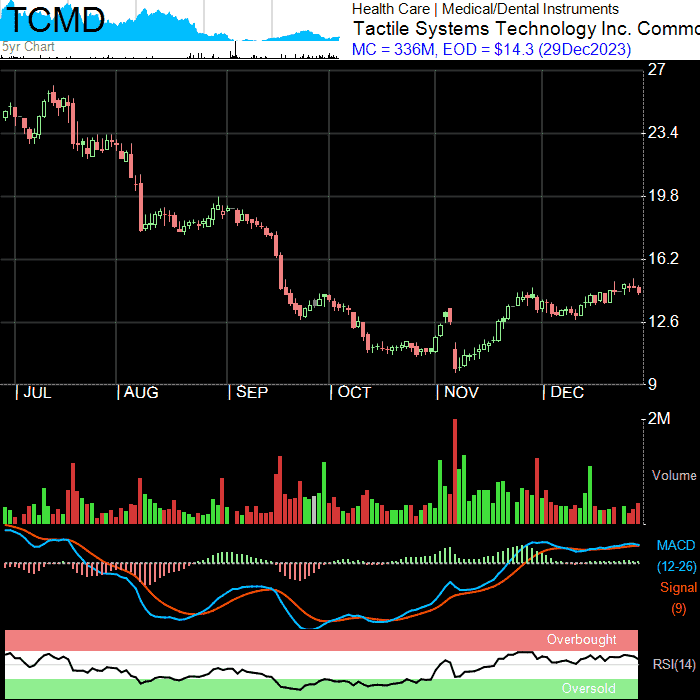 TCMD
5yr Chart
Health Care | Medical/Dental Instruments
Tactile Systems Technology Inc. Commo
MC = 336M, EOD = $14.3 (29Dec2023)
27
23.4
19.8
16.2
12.6
9
JUL AUG SEP OCT NOV DEC
2M
Volume
MACD
(12-26)
Signal
(9)
Overbought
RSI(14)
Oversold